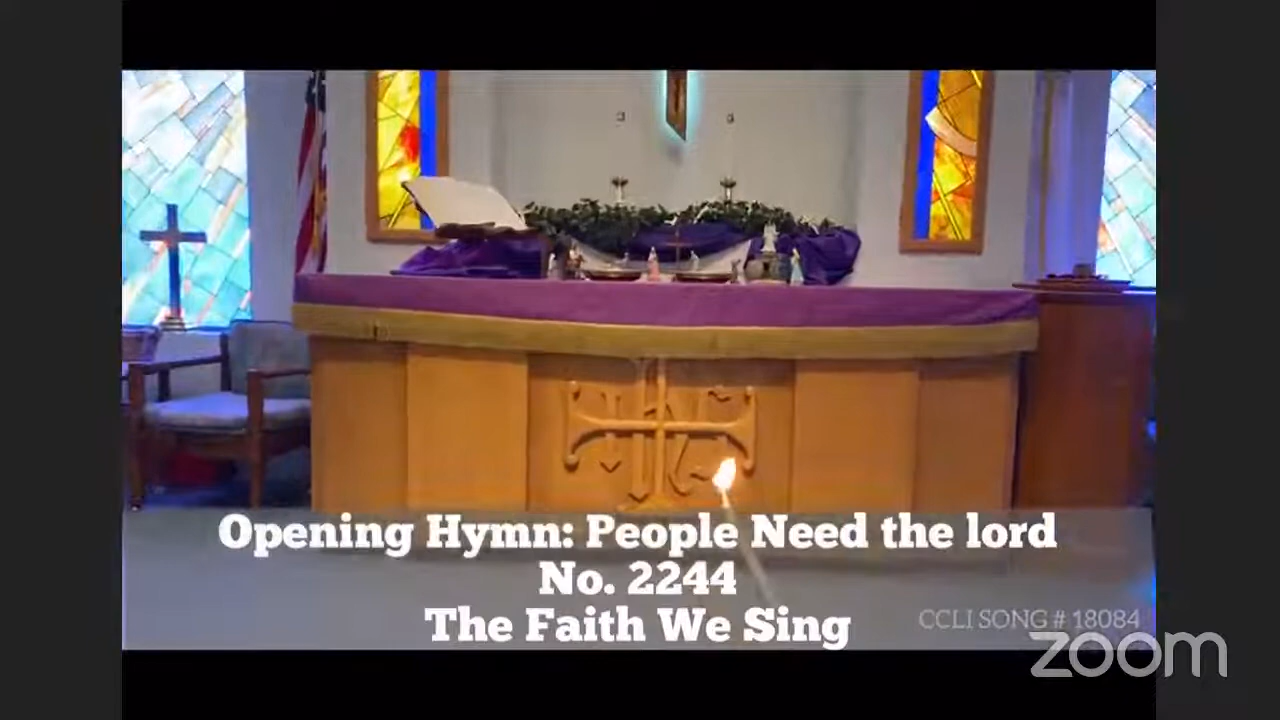 Opening Hymn: People Need the lord
No. 2244
The Faith We Sing
CCLI SONG # 18084
zoom